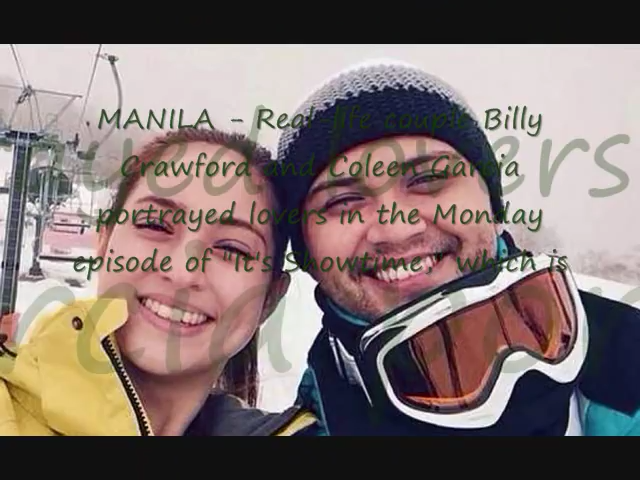 MANILA - Real-life couple Billy
Crawford and Coleen Garcia
portrayed lovers in the Monday
episode of "It's Showtime," which is
lovers